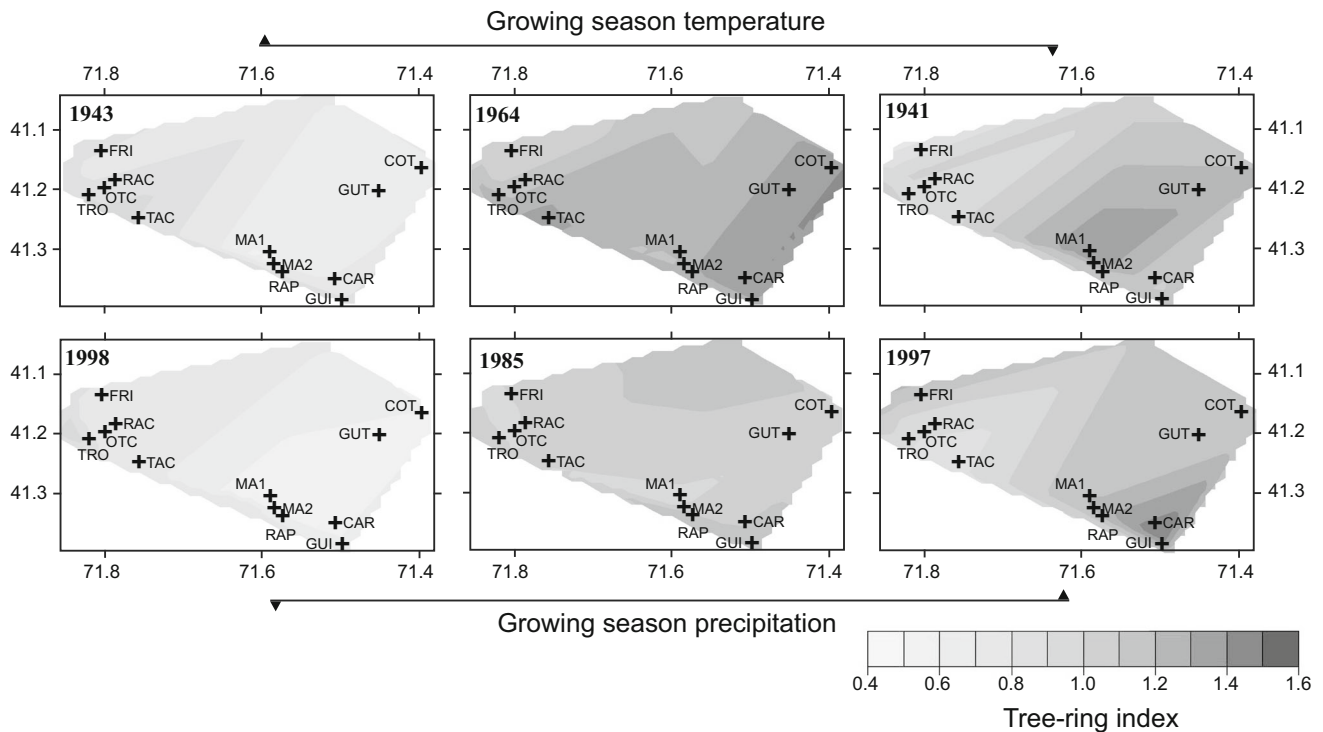 Growing season temperature
71.8 71.6 71.4 71.8 71.6 71.4 71.8 71.6 71.4
1943 1964 1941
41.1 41.1
41.2 41.2
41.3 41.3
FRI RAC OTC TRO TAC MA1 MA2 RAP CAR GUI GUT COT
FRI RAC OTC TRO TAC MA1 MA2 RAP CAR GUI GUT COT
FRI RAC OTC TRO TAC MA1 MA2 RAP CAR GUI GUT COT
1998 1985 1997
41.1 41.1
41.2 41.2
41.3 41.3
FRI RAC OTC TRO TAC MA1 MA2 RAP CAR GUI GUT COT
FRI RAC OTC TRO TAC MA1 MA2 RAP CAR GUI GUT COT
FRI RAC OTC TRO TAC MA1 MA2 RAP CAR GUI GUT COT
71.8 71.6 71.4 71.8 71.6 71.4 71.8 71.6 71.4
Growing season precipitation
0.4 0.6 0.8 1.0 1.2 1.4 1.6
Tree-ring index